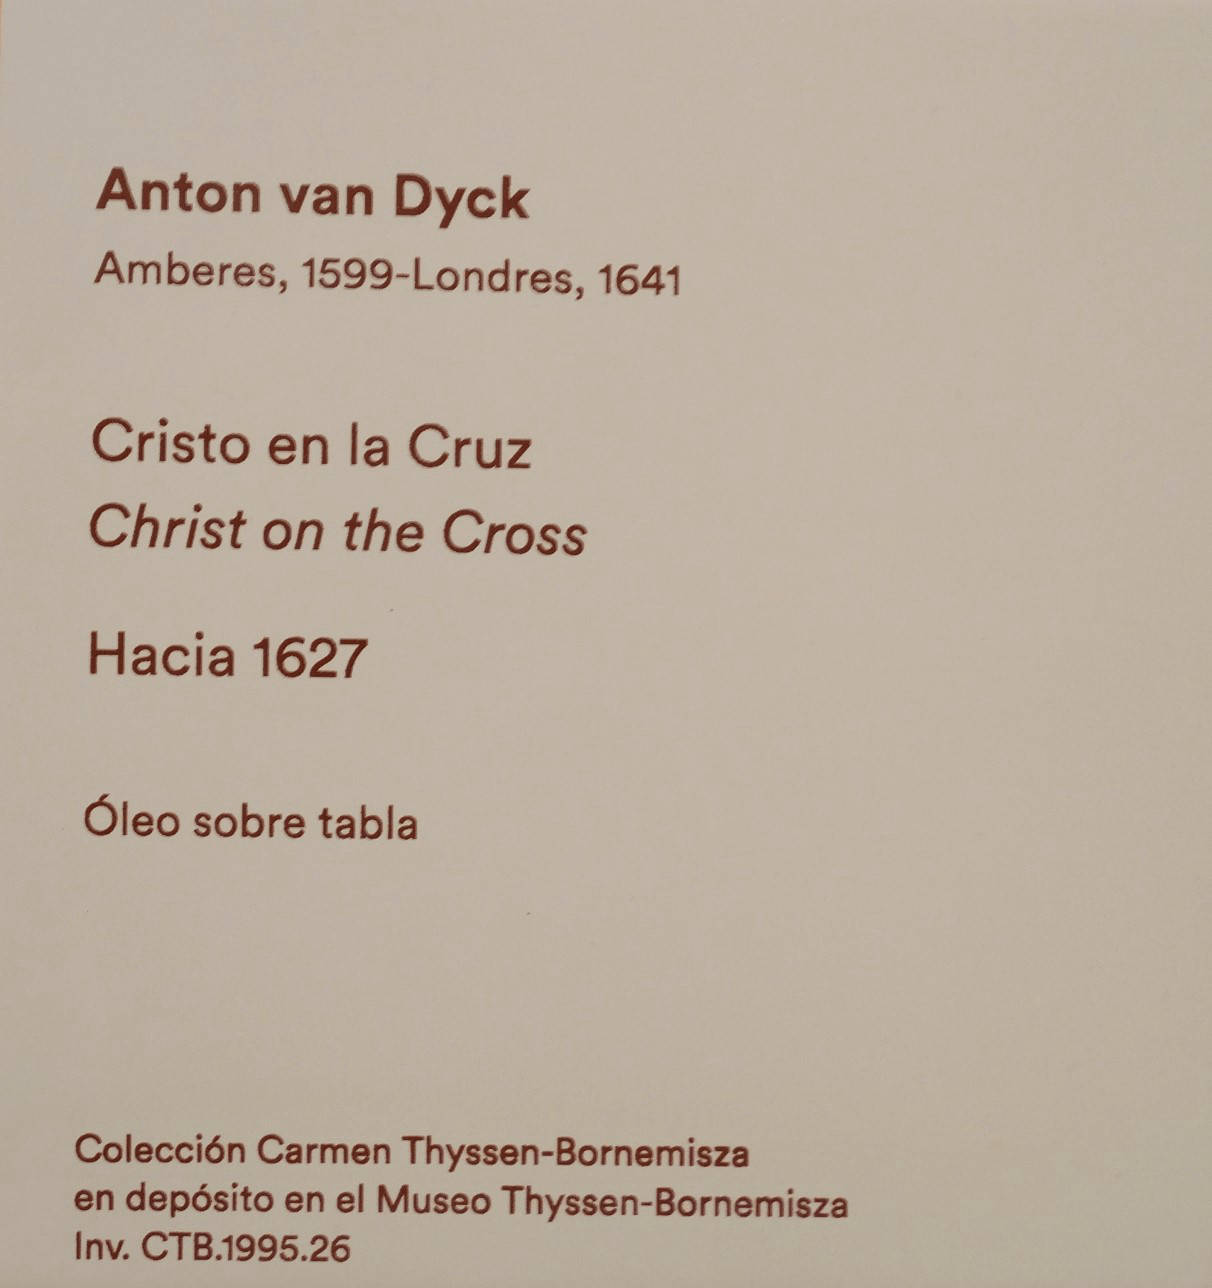 Anton van Dyck
Amberes, 1599-Londres, 1641
Cristo en la Cruz
Christ on the Cross
Hacia 1627
Óleo sobre tabla
Colección Carmen Thyssen-Bornemisza
en depósito en el Museo Thyssen-Bornemisza
Inv. CTB.1995.26